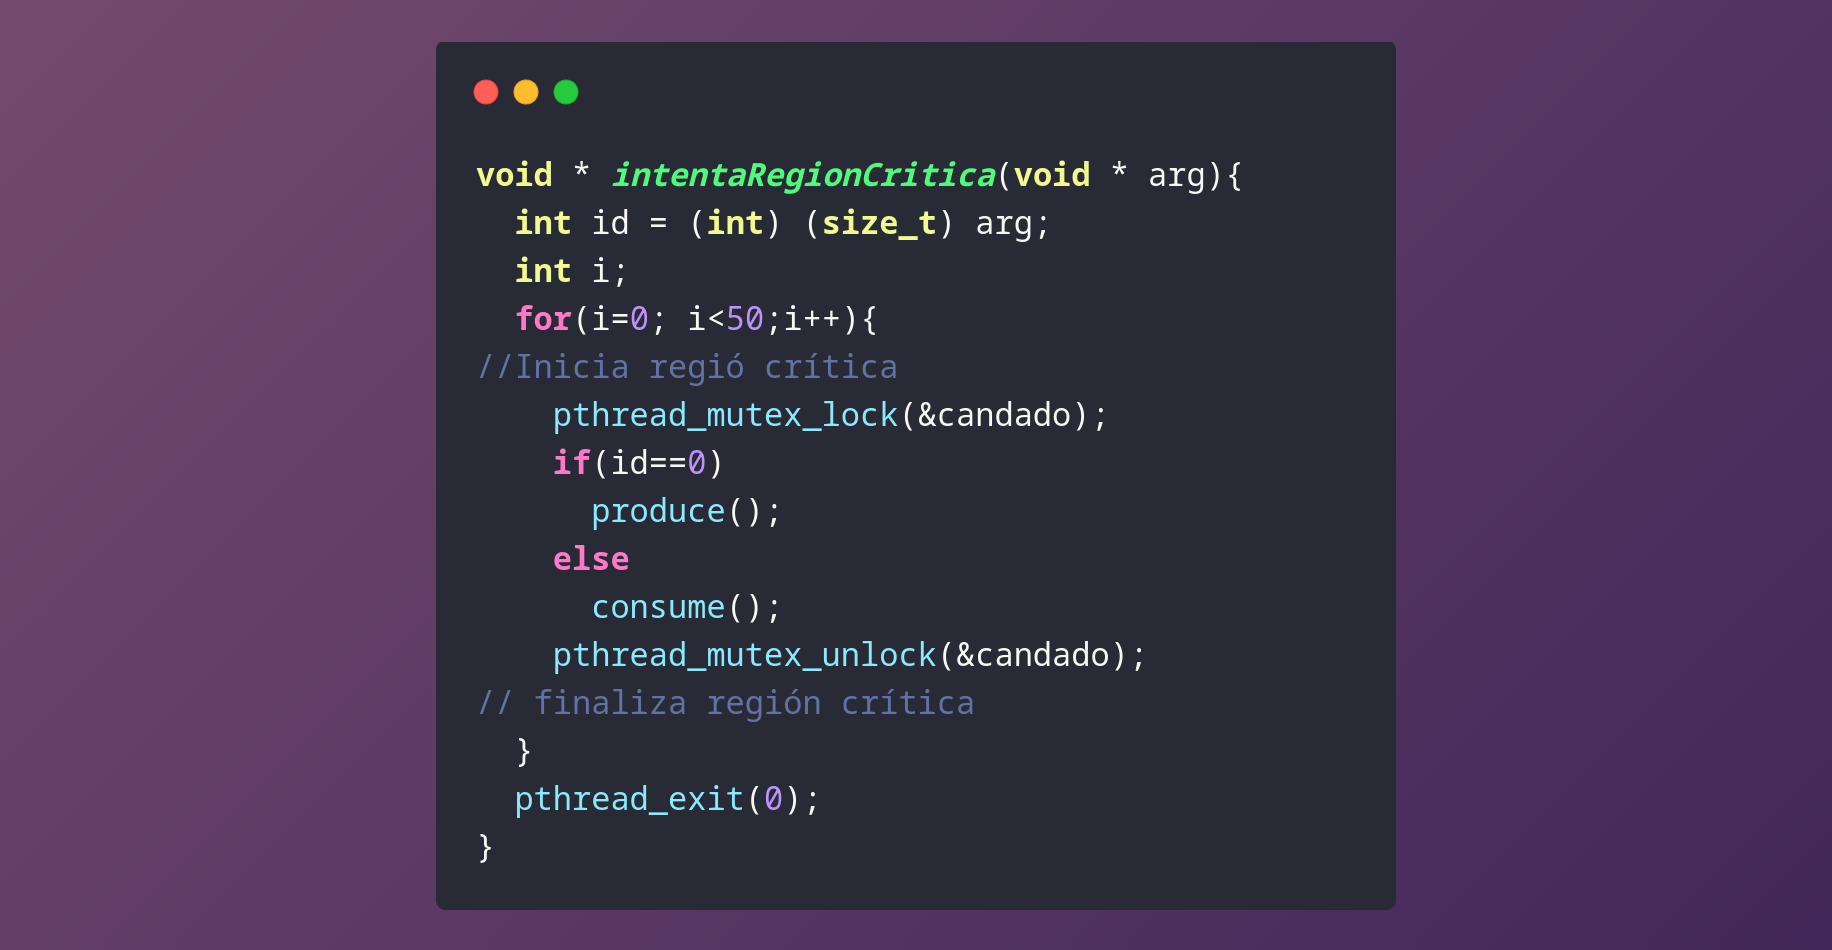 void * intentaRegionCritica(void * arg){
  int id = (int) (size_t) arg;
  int i;
  for(i=0; i<50;i++){
//Inicia regió crítica
    pthread_mutex_lock(&candado);
    if(id==0)
      produce();
    else
      consume();
    pthread_mutex_unlock(&candado);
// finaliza región crítica
  }
  pthread_exit(0);
}